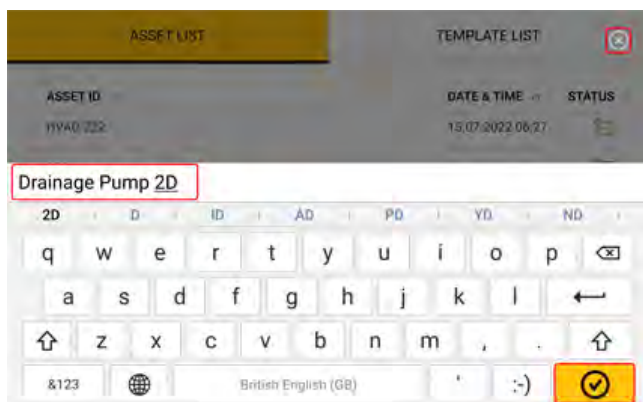 ASSET LIST TEMPLATE LIST
ASSET ID DATE & TIME STATUS
HVAD 222 15.07.2022 06:27
Drainage Pump 2D
2D D ID AD PD YD ND
q w e r t y u i o p
a s d f g h j k l
z x c v b n m , .
&123 British English (GB) ' :-)